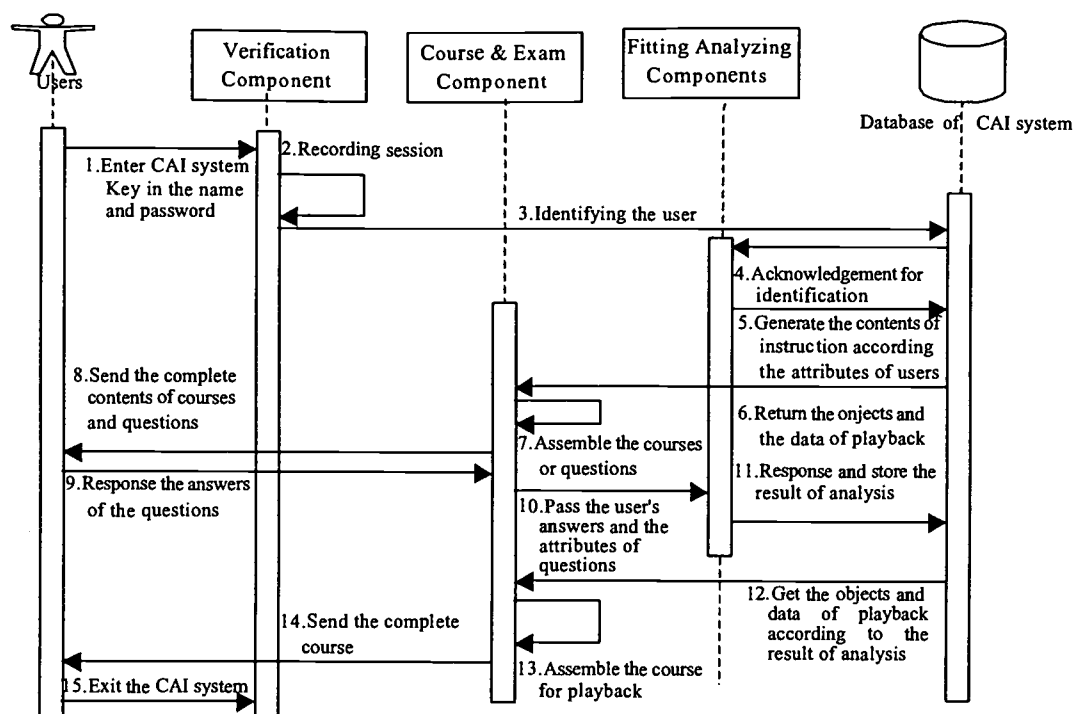 Users
Verification
Component
Course & Exam
Component
Fitting Analyzing
Components
Database of CAI system
1.Enter CAI system
Key in the name
and password
2.Recording session
3.Identifying the user
4.Acknowledgement for
identification
5.Generate the contents of
instruction according
the attributes of users
6.Return the onjects and
the data of playback
7.Assemble the courses
or questions
8.Send the complete
contents of courses
and questions
9.Response the answers
of the questions
10.Pass the user's
answers and the
attributes of
questions
11.Response and store the
result of analysis
12.Get the objects and
data of playback
according to the
result of analysis
13.Assemble the course
for playback
14.Send the complete
course
15.Exit the CAI system